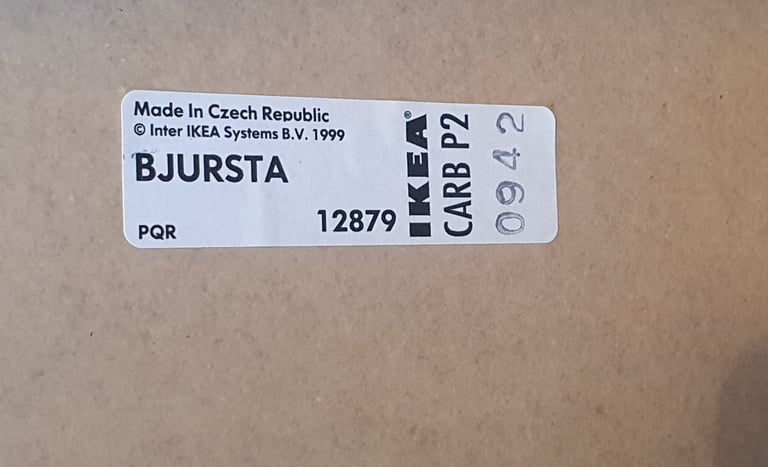 Made In Czech Republic
© Inter IKEA Systems B.V. 1999
BJURSTA
PQR
12879
IKEA®
CARB P2
0942